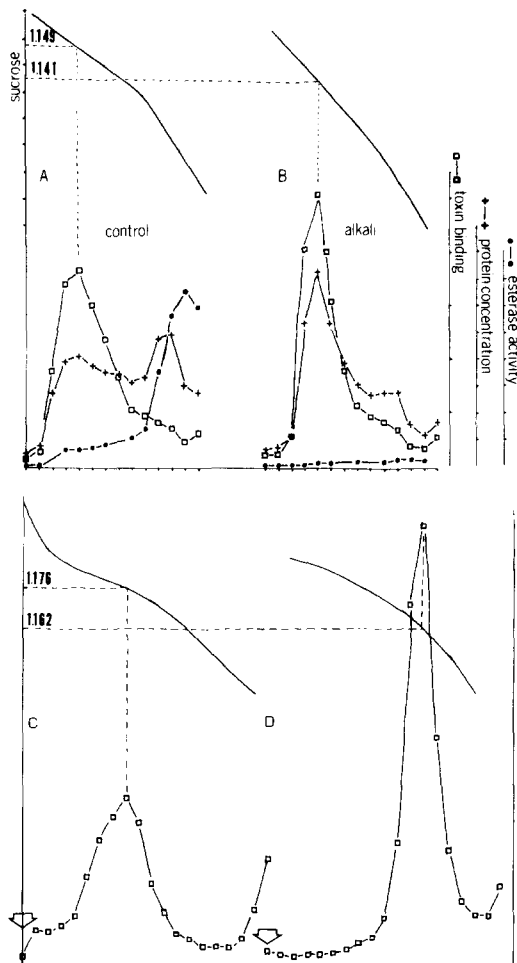 1.149
1.141
sucrose
A
control
B
alkali
toxin binding
protein concentration
esterase activity
1.176
1.162
C
D